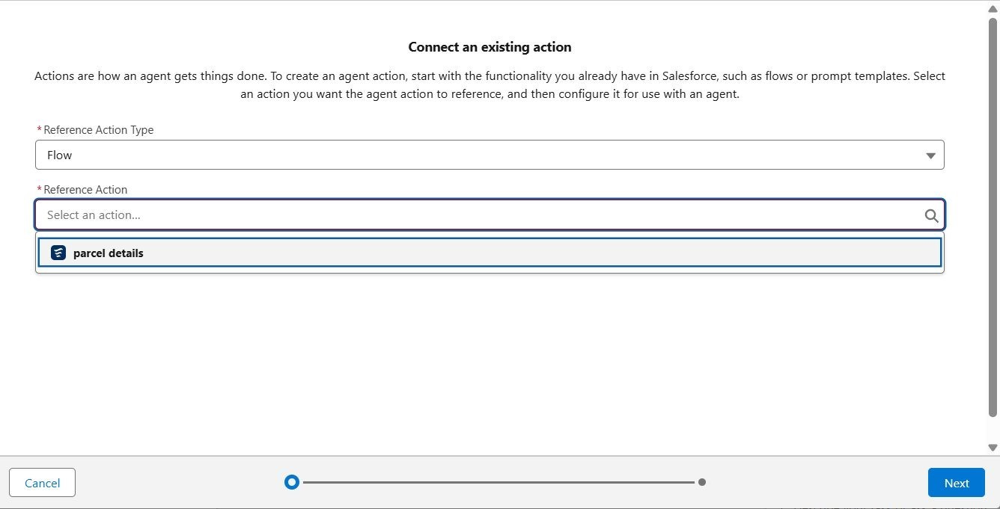 Connect an existing action
Actions are how an agent gets things done. To create an agent action, start with the functionality you already have in Salesforce, such as flows or prompt templates. Select
an action you want the agent action to reference, and then configure it for use with an agent.
*Reference Action Type
Flow
*Reference Action
Select an action...
parcel details
Cancel
Next